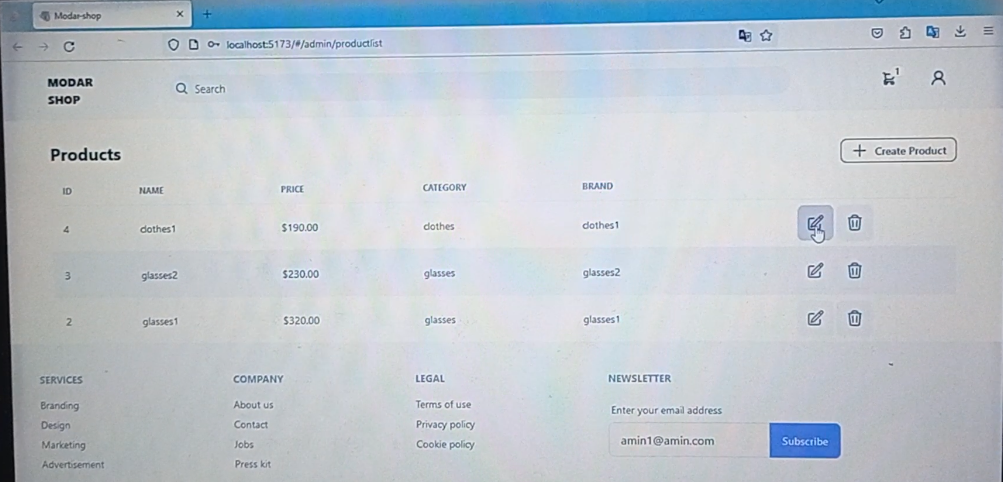 Modar-shop
localhost:5173/#/admin/productlist
MODAR
SHOP
Search
1
Products
Create Product
ID NAME PRICE CATEGORY BRAND
4 clothes1 $190.00 clothes clothes1
3 glasses2 $230.00 glasses glasses2
2 glasses1 $320.00 glasses glasses1
SERVICES
Branding
Design
Marketing
Advertisement
COMPANY
About us
Contact
Jobs
Press kit
LEGAL
Terms of use
Privacy policy
Cookie policy
NEWSLETTER
Enter your email address
amin1@amin.com
Subscribe